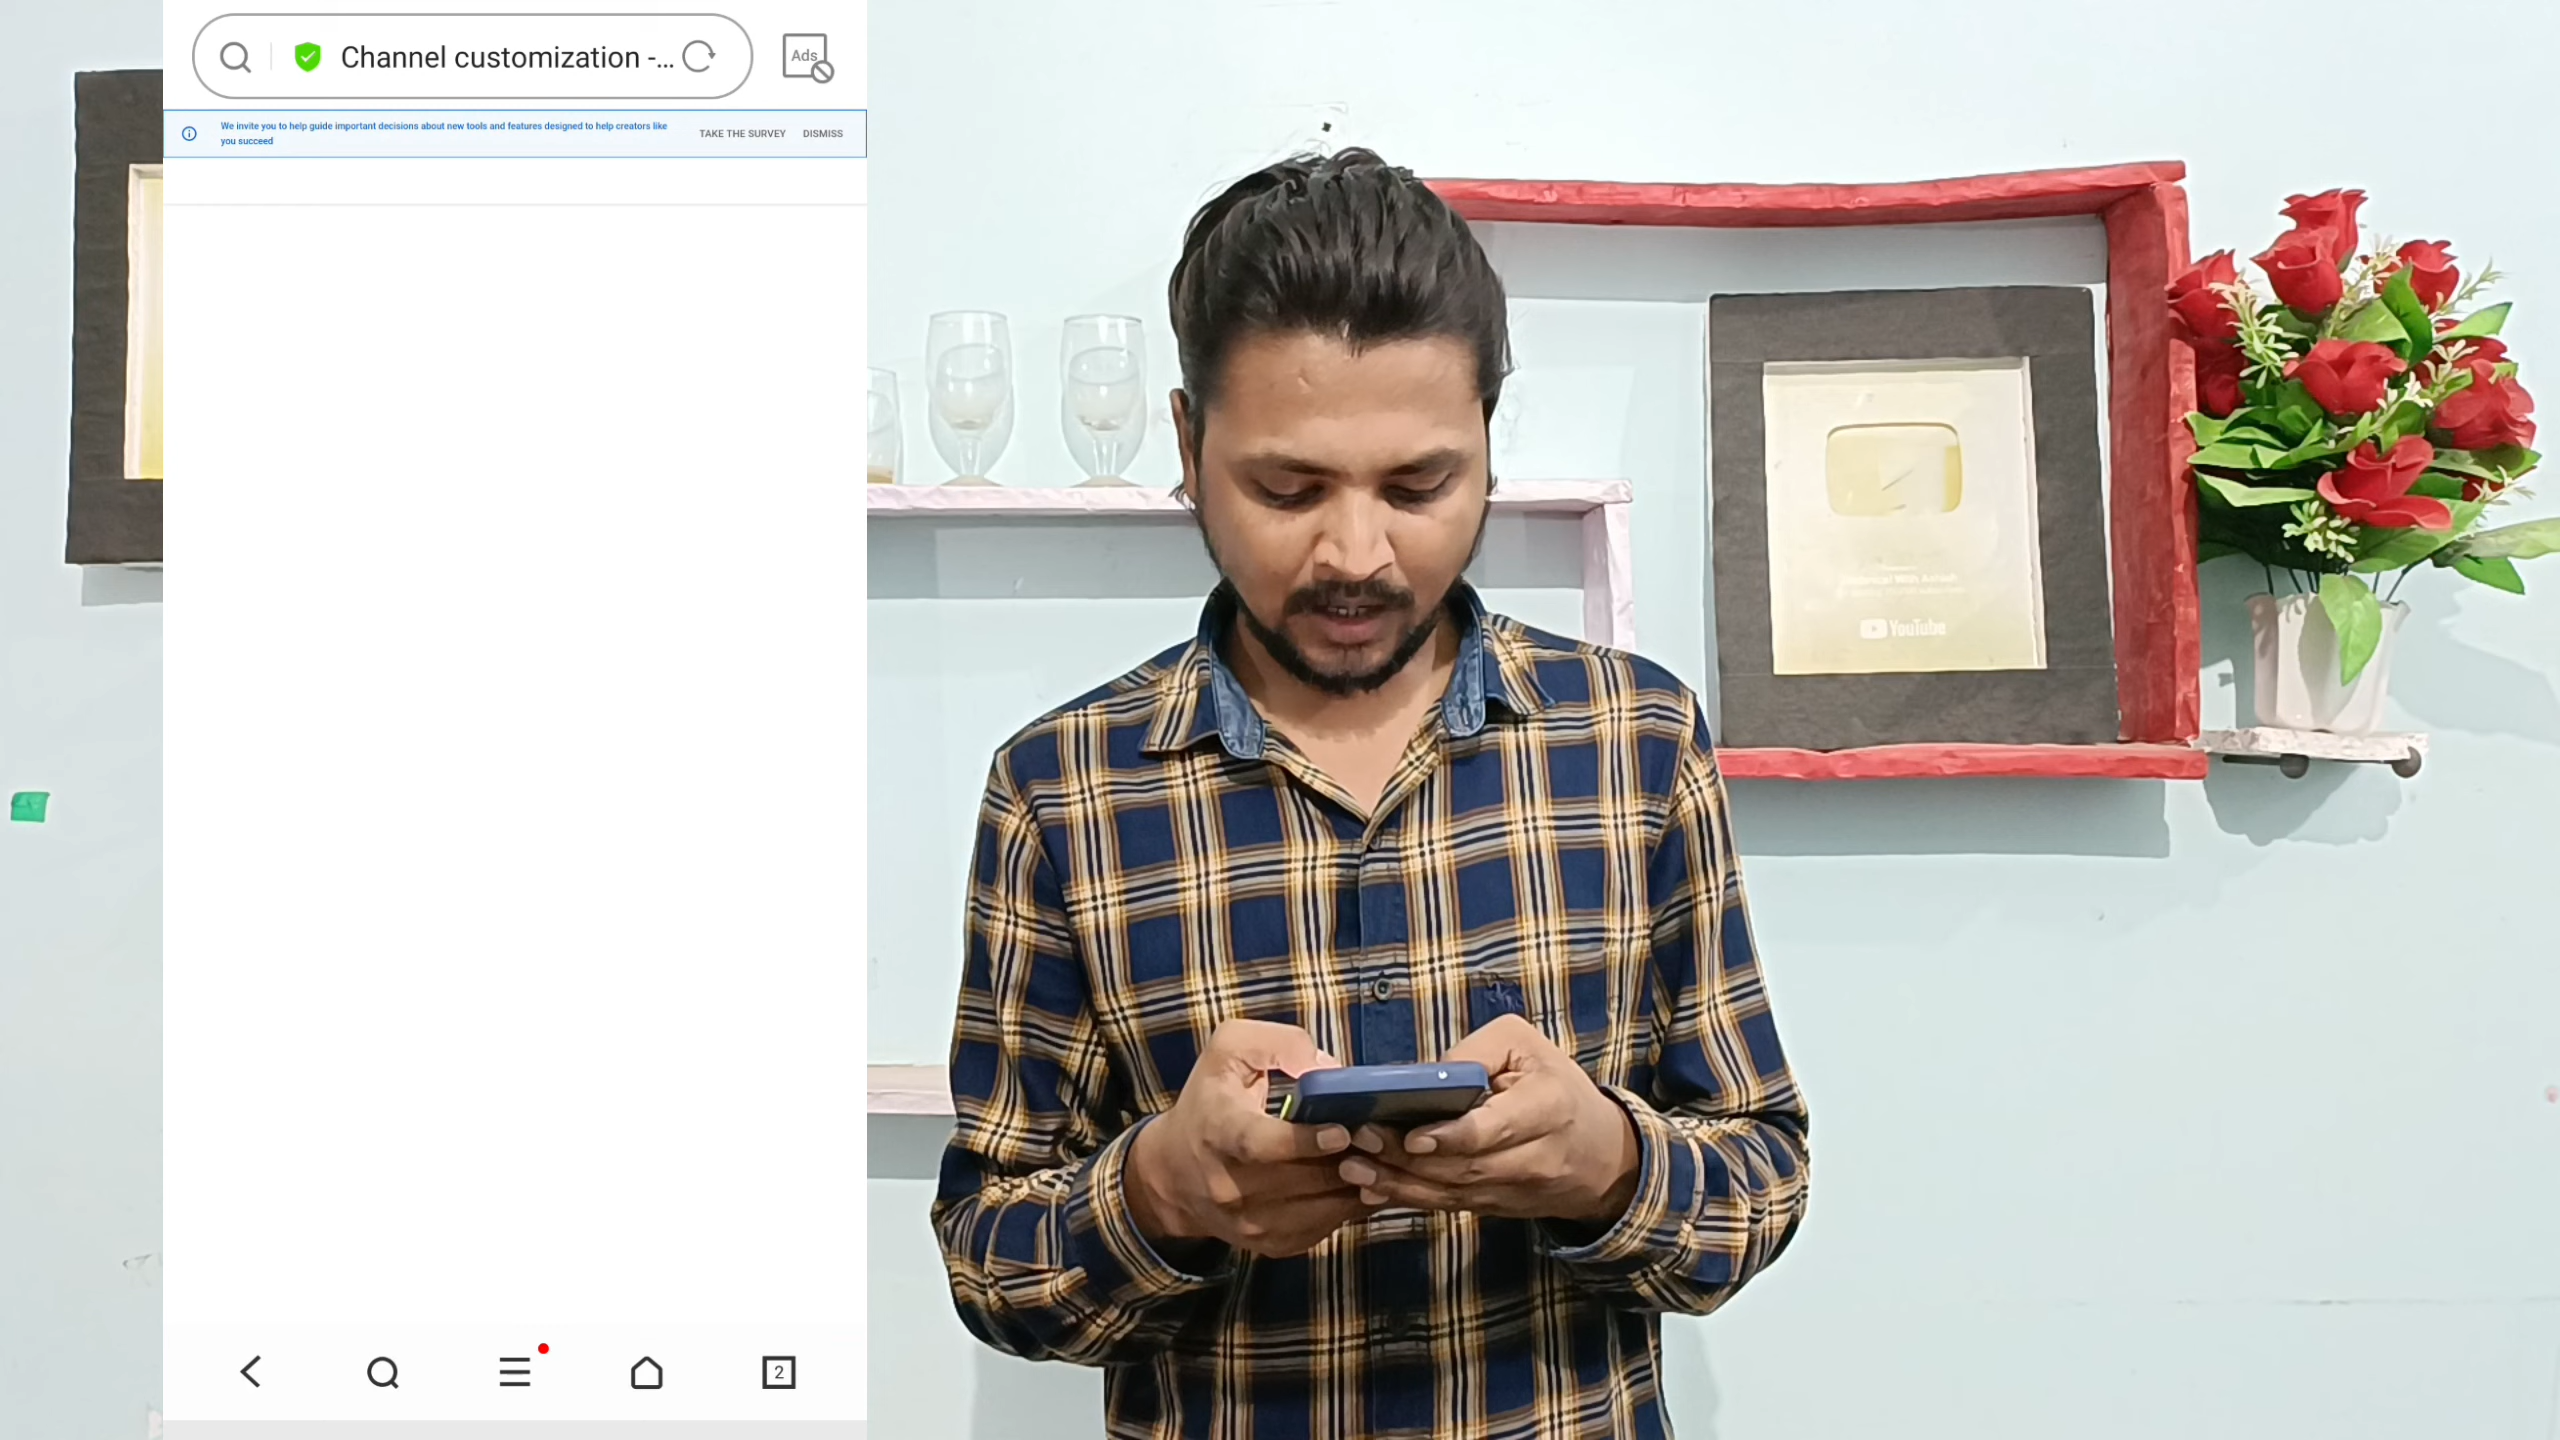 Channel customization -...
Ads
We invite you to help guide important decisions about new tools and features designed to help creators like
you succeed
TAKE THE SURVEY
DISMISS
2
YouTube